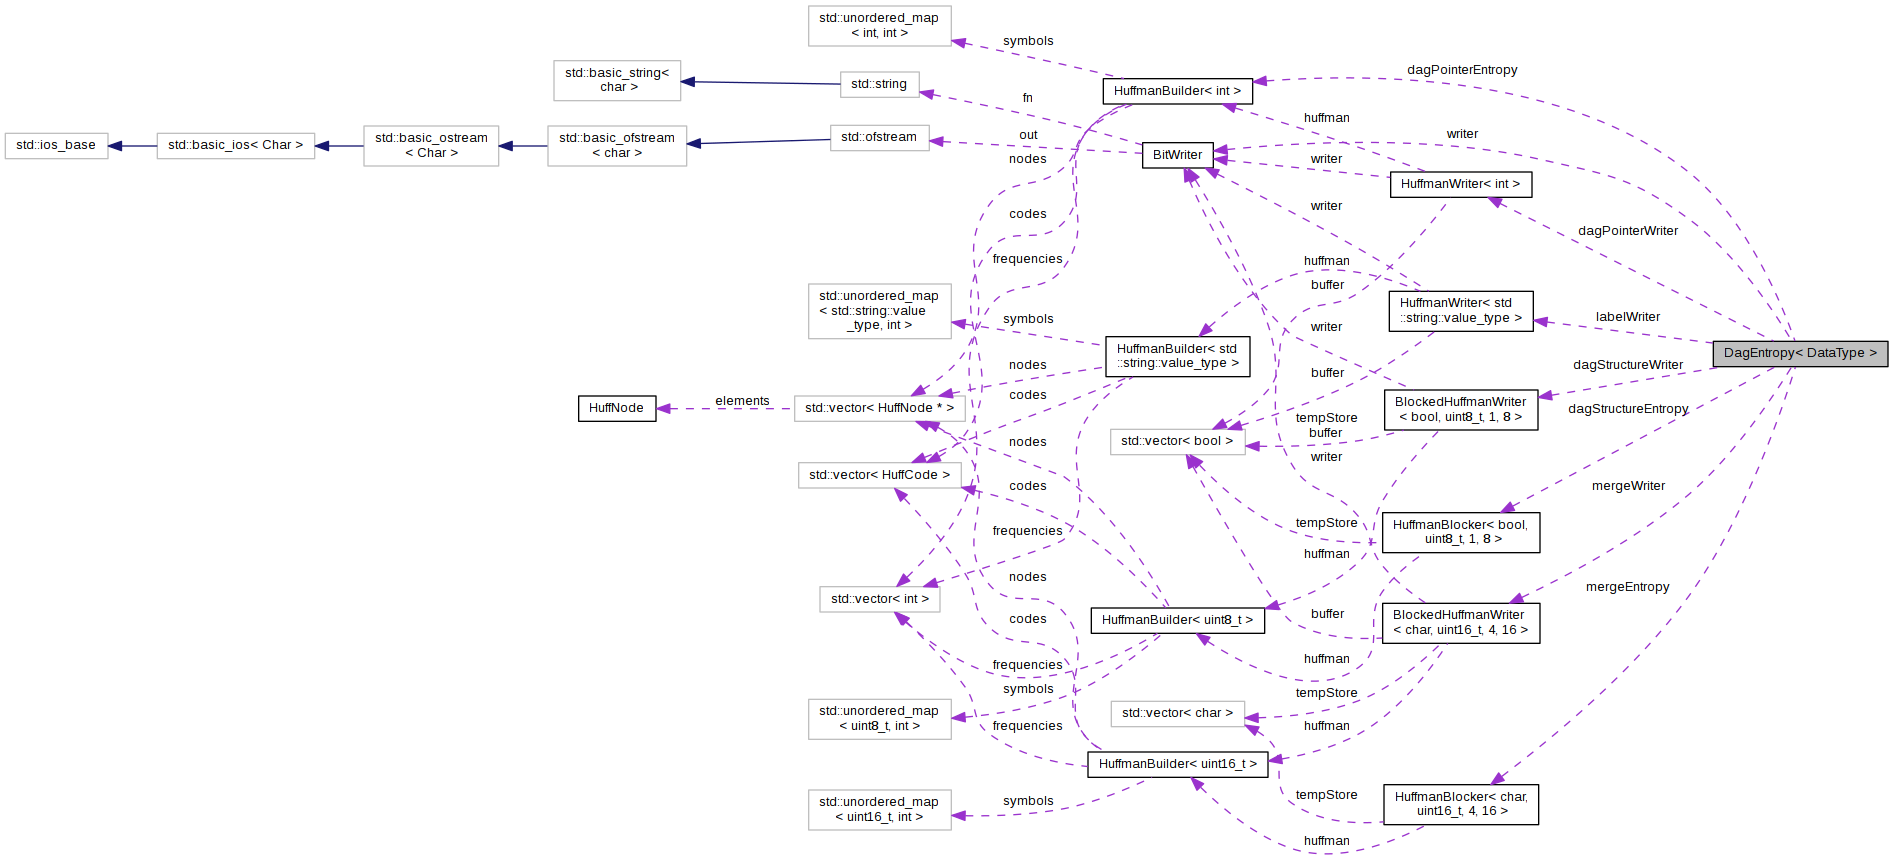 std::unordered_map
< int, int >
symbols
std::basic_string<
char >
std::string
fn
HuffmanBuilder< int >
dagPointerEntropy
huffman
writer
std::ios_base
std::basic_ios< Char >
std::basic_ostream
< Char >
std::basic_ofstream
< char >
std::ofstream
out
BitWriter
writer
HuffmanWriter< int >
nodes
codes
frequencies
writer
dagPointerWriter
huffman
buffer
std::unordered_map
< std::string::value
_type, int >
symbols
HuffmanWriter< std
::string::value_type >
labelWriter
writer
HuffmanBuilder< std
::string::value_type >
DagEntropy< DataType >
nodes
codes
buffer
dagStructureWriter
HuffNode
elements
std::vector< HuffNode * >
BlockedHuffmanWriter
< bool, uint8_t, 1, 8 >
dagStructureEntropy
tempStore
buffer
std::vector< bool >
nodes
writer
std::vector< HuffCode >
codes
mergeWriter
frequencies
tempStore
HuffmanBlocker< bool,
uint8_t, 1, 8 >
huffman
nodes
mergeEntropy
std::vector< int >
codes
HuffmanBuilder< uint8_t >
buffer
BlockedHuffmanWriter
< char, uint16_t, 4, 16 >
frequencies
huffman
symbols
tempStore
std::unordered_map
< uint8_t, int >
frequencies
std::vector< char >
huffman
HuffmanBuilder< uint16_t >
std::unordered_map
< uint16_t, int >
symbols
tempStore
HuffmanBlocker< char,
uint16_t, 4, 16 >
huffman